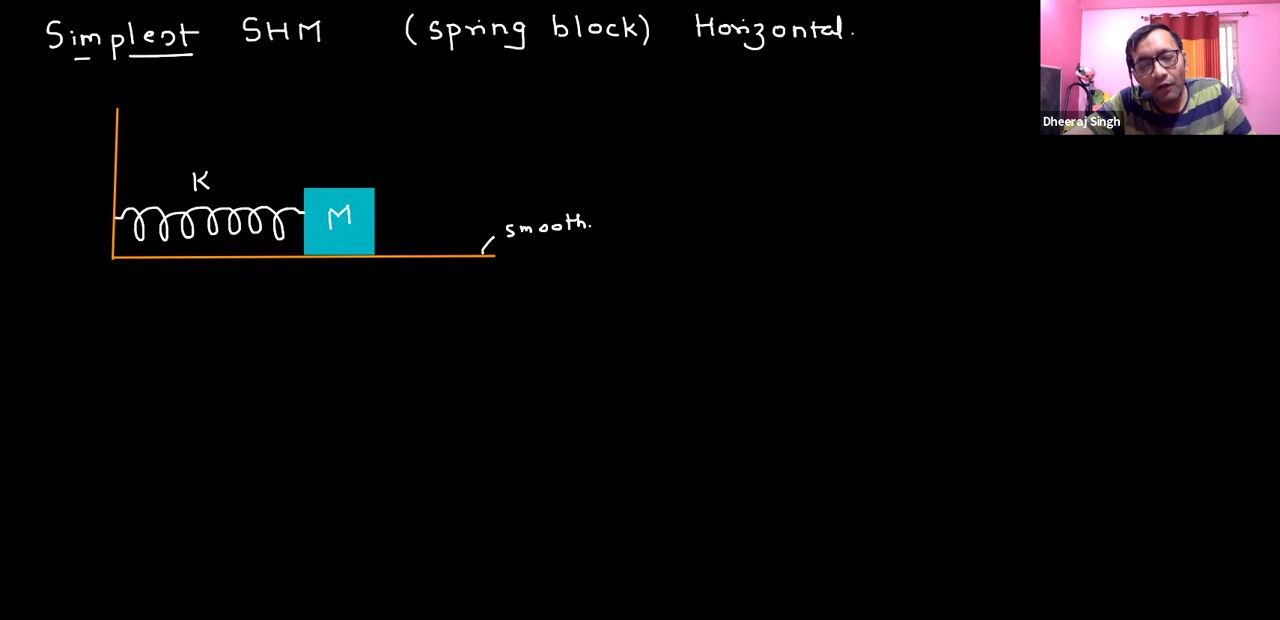 Simplest SHM (spring block) Horizontal.
Dheeraj Singh
K
M
smooth.